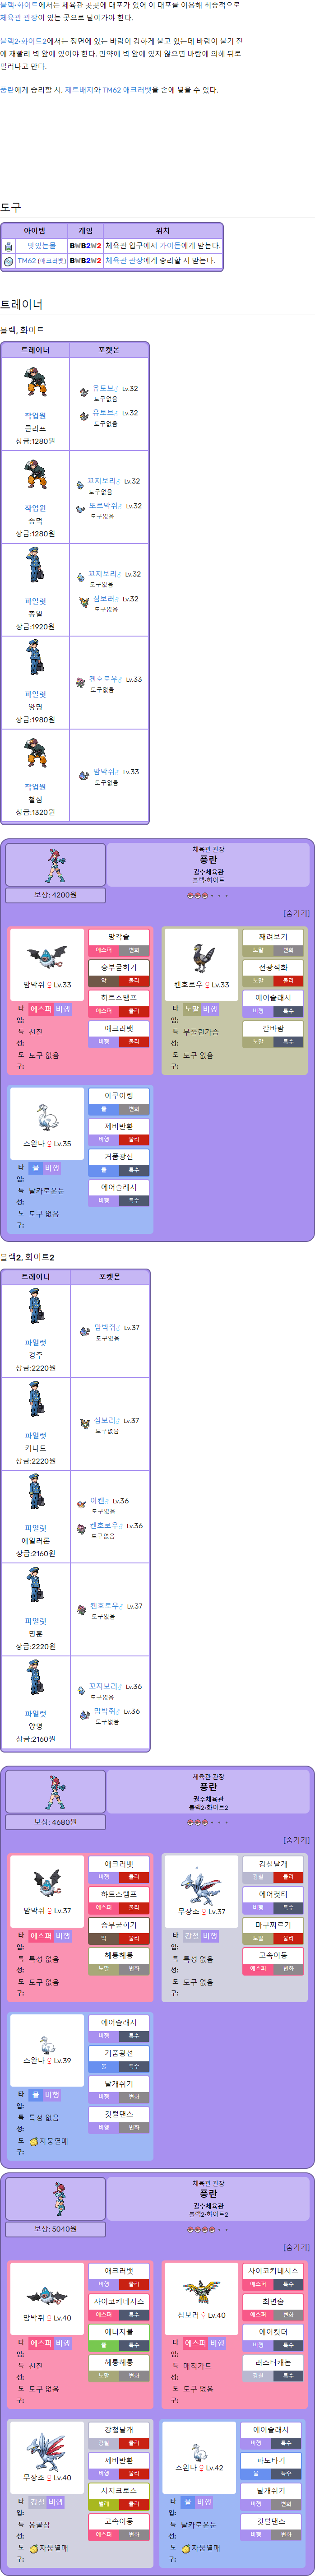 블랙·화이트에서는 체육관 곳곳에 대포가 있어 이 대포를 이용해 최종적으로
체육관 관장이 있는 곳으로 날아가야 한다.
블랙2·화이트2에서는 정면에 있는 바람이 강하게 불고 있는데 바람이 불기 전
에 재빨리 벽 앞에 있어야 한다. 만약에 벽 앞에 있지 않으면 바람에 의해 뒤로
밀려나고 만다.
풍란에게 승리할 시, 제트배지와 TM62 애크러뱃을 손에 넣을 수 있다.
도구
아이템 게임 위치
맛있는물 BWB2W2 체육관 입구에서 가이든에게 받는다.
TM62 (애크러뱃) BWB2W2 체육관 관장에게 승리할 시 받는다.
트레이너
블랙, 화이트
트레이너 포켓몬
작업원
클리프
상금:1280원
유토브♂ Lv.32
도구없음
유토브♂ Lv.32
도구없음
작업원
종덕
상금:1280원
꼬지보리♂ Lv.32
도구없음
또르박쥐♂ Lv.32
도구없음
파일럿
홍일
상금:1920원
꼬지보리♂ Lv.32
도구없음
심보러♂ Lv.32
도구없음
파일럿
양명
상금:1980원
켄호로우♂ Lv.33
도구없음
작업원
철심
상금:1320원
맘박쥐♂ Lv.33
도구없음
체육관 관장
풍란
궐수체육관
블랙•화이트
보상: 4200원
[숨기기]
맘박쥐 ♀ Lv.33
타입: 에스퍼 비행
특성: 천진
도구: 도구 없음
망각술
에스퍼 변화
승부굳히기
악 물리
하트스탬프
에스퍼 물리
애크러뱃
비행 물리
켄호로우 ♀ Lv.33
타입: 노말 비행
특성: 부풀린가슴
도구: 도구 없음
째려보기
노말 변화
전광석화
노말 물리
에어슬래시
비행 특수
칼바람
노말 특수
스완나 ♀ Lv.35
타입: 물 비행
특성: 날카로운눈
도구: 도구 없음
아쿠아링
물 변화
제비반환
비행 물리
거품광선
물 특수
에어슬래시
비행 특수
블랙2, 화이트2
트레이너 포켓몬
파일럿
경주
상금:2220원
맘박쥐♂ Lv.37
도구없음
파일럿
커나드
상금:2220원
심보러♂ Lv.37
도구없음
파일럿
에일러론
상금:2160원
아켄♂ Lv.36
도구없음
켄호로우♂ Lv.36
도구없음
파일럿
명훈
상금:2220원
켄호로우♂ Lv.37
도구없음
파일럿
양명
상금:2160원
꼬지보리♂ Lv.36
도구없음
맘박쥐♂ Lv.36
도구없음
체육관 관장
풍란
궐수체육관
블랙2•화이트2
보상: 4680원
[숨기기]
맘박쥐 ♀ Lv.37
타입: 에스퍼 비행
특성: 특성 없음
도구: 도구 없음
애크러뱃
비행 물리
하트스탬프
에스퍼 물리
승부굳히기
악 물리
헤롱헤롱
노말 변화
무장조 ♀ Lv.37
타입: 강철 비행
특성: 특성 없음
도구: 도구 없음
강철날개
강철 물리
에어컷터
비행 특수
마구찌르기
노말 물리
고속이동
에스퍼 변화
스완나 ♀ Lv.39
타입: 물 비행
특성: 특성 없음
도구: 자뭉열매
에어슬래시
비행 특수
거품광선
물 특수
날개쉬기
비행 변화
깃털댄스
비행 변화
체육관 관장
풍란
궐수체육관
블랙2•화이트2
보상: 5040원
[숨기기]
맘박쥐 ♀ Lv.40
타입: 에스퍼 비행
특성: 천진
도구: 도구 없음
애크러뱃
비행 물리
사이코키네시스
에스퍼 특수
에너지볼
풀 특수
헤롱헤롱
노말 변화
심보러 ♀ Lv.40
타입: 에스퍼 비행
특성: 매직가드
도구: 도구 없음
사이코키네시스
에스퍼 특수
최면술
에스퍼 변화
에어컷터
비행 특수
러스터캐논
강철 특수
무장조 ♀ Lv.40
타입: 강철 비행
특성: 옹골참
도구: 자뭉열매
강철날개
강철 물리
제비반환
비행 물리
시저크로스
벌레 물리
고속이동
에스퍼 변화
스완나 ♀ Lv.42
타입: 물 비행
특성: 날카로운눈
도구: 자뭉열매
에어슬래시
비행 특수
파도타기
물 특수
날개쉬기
비행 변화
깃털댄스
비행 변화